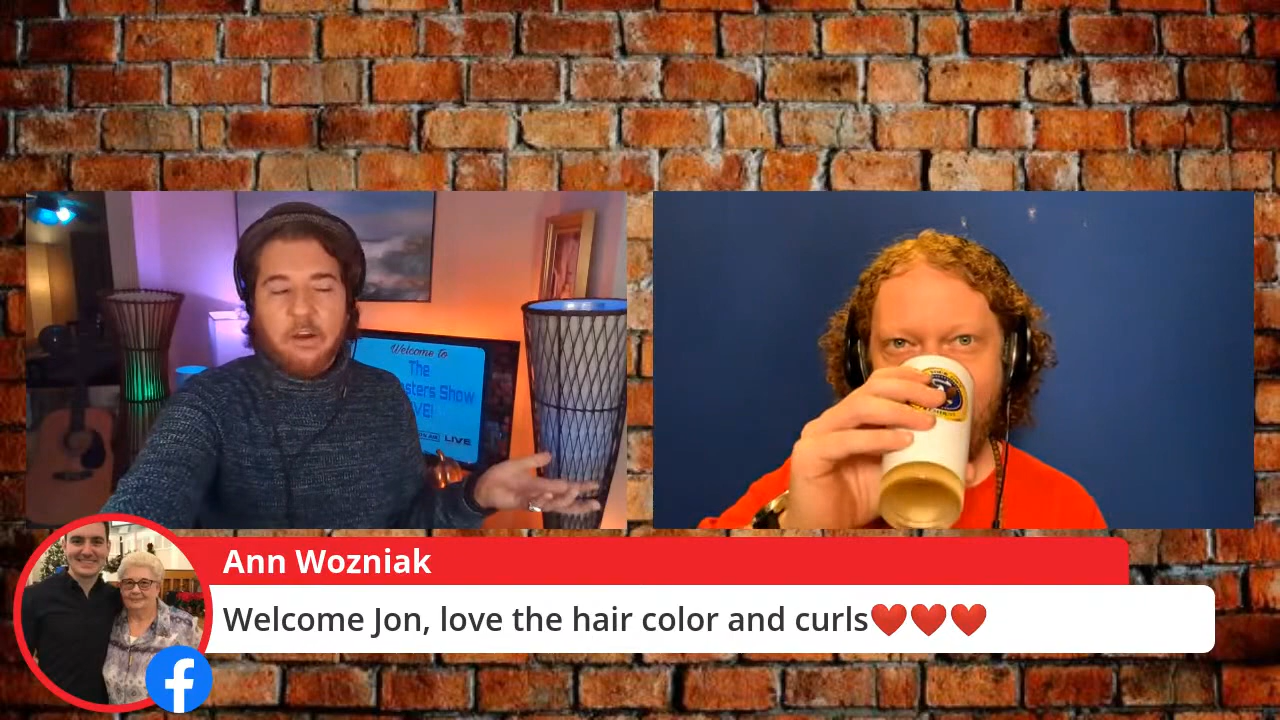 Welcome to
The
sters Show
LIVE
Ann Wozniak
Welcome Jon, love the hair color and curls❤️❤️❤️